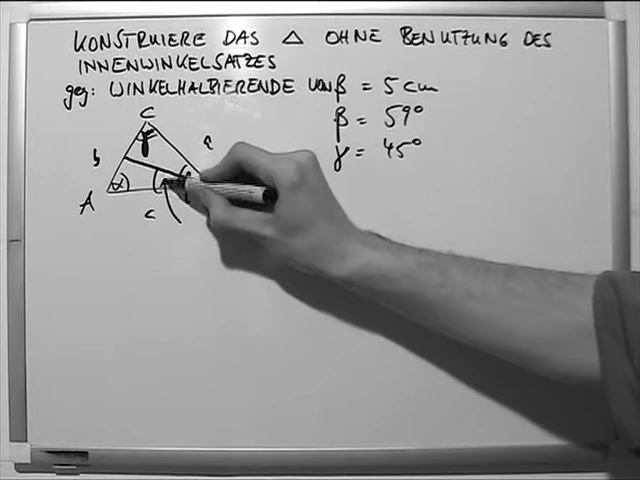 KONSTRUIERE DAS △ OHNE BENUTZUNG DES
INNENWINKELSATZES
geg: WINKELHALBIERENDE VON β = 5 cm
β = 59°
γ = 45°
C
γ
b
a
α
A
c